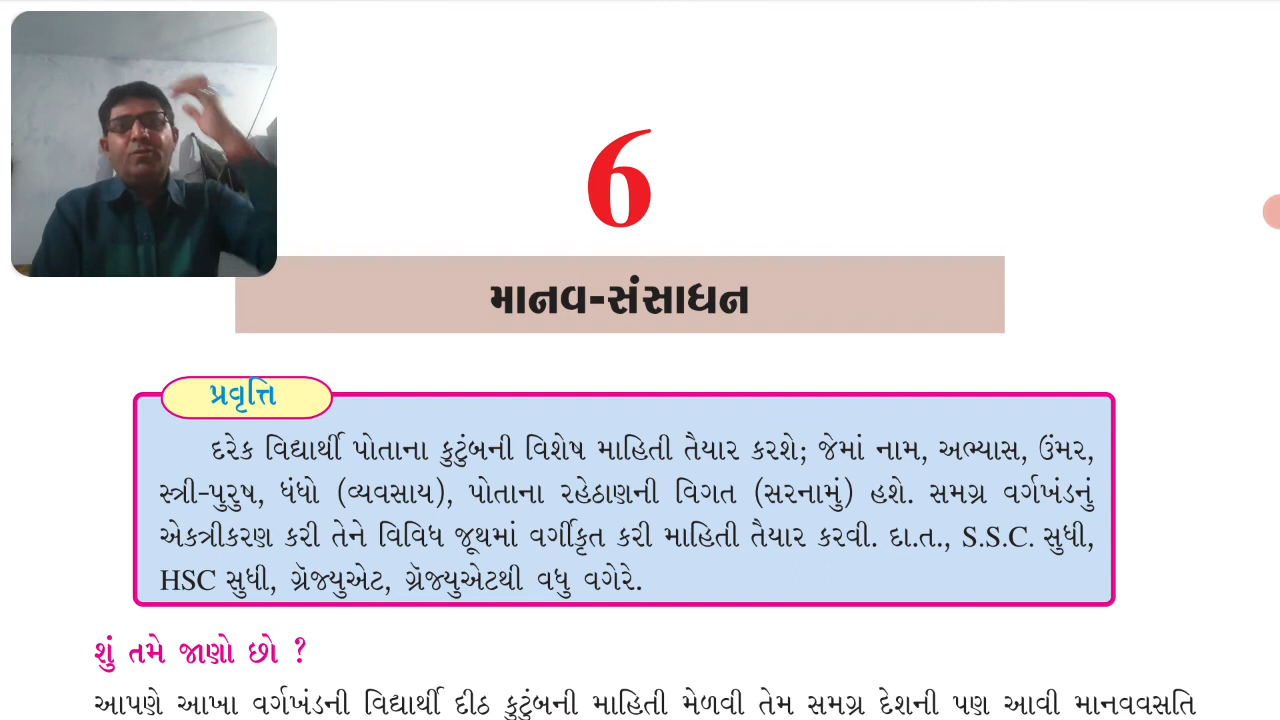 6
માનવ-સંસાધન
પ્રવૃત્તિ
દરેક વિદ્યાર્થી પોતાના કુટુંબની વિશેષ માહિતી તૈયાર કરશે; જેમાં નામ, અભ્યાસ, ઉંમર,
સ્ત્રી-પુરુષ, ધંધો (વ્યવસાય), પોતાના રહેઠાણની વિગત (સરનામું) હશે. સમગ્ર વર્ગખંડનું
એકત્રીકરણ કરી તેને વિવિધ જૂથમાં વર્ગીકૃત કરી માહિતી તૈયાર કરવી. દા.ત., S.S.C. સુધી,
HSC સુધી, ગ્રૅજ્યુએટ, ગ્રૅજ્યુએટથી વધુ વગેરે.
શું તમે જાણો છો ?
આપણે આખા વર્ગખંડની વિદ્યાર્થી દીઠ કુટુંબની માહિતી મેળવી તેમ સમગ્ર દેશની પણ આવી માનવવસતિ